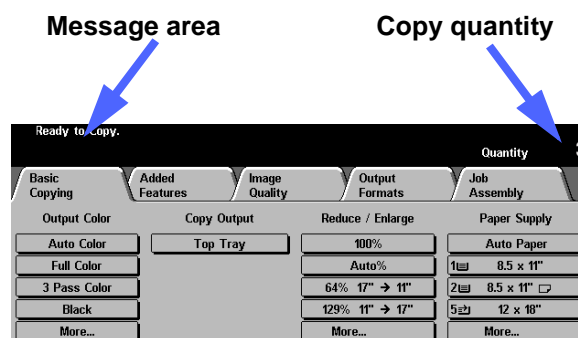 Message area Copy quantity
Ready to Copy.
Quantity
Basic Copying Added Features Image Quality Output Formats Job Assembly
Output Color Copy Output Reduce / Enlarge Paper Supply
Auto Color Top Tray 100% Auto Paper
Full Color Auto% 1 8.5 x 11"
3 Pass Color 64% 17" → 11" 2 8.5 x 11"
Black 129% 11" → 17" 5 12 x 18"
More... More... More...